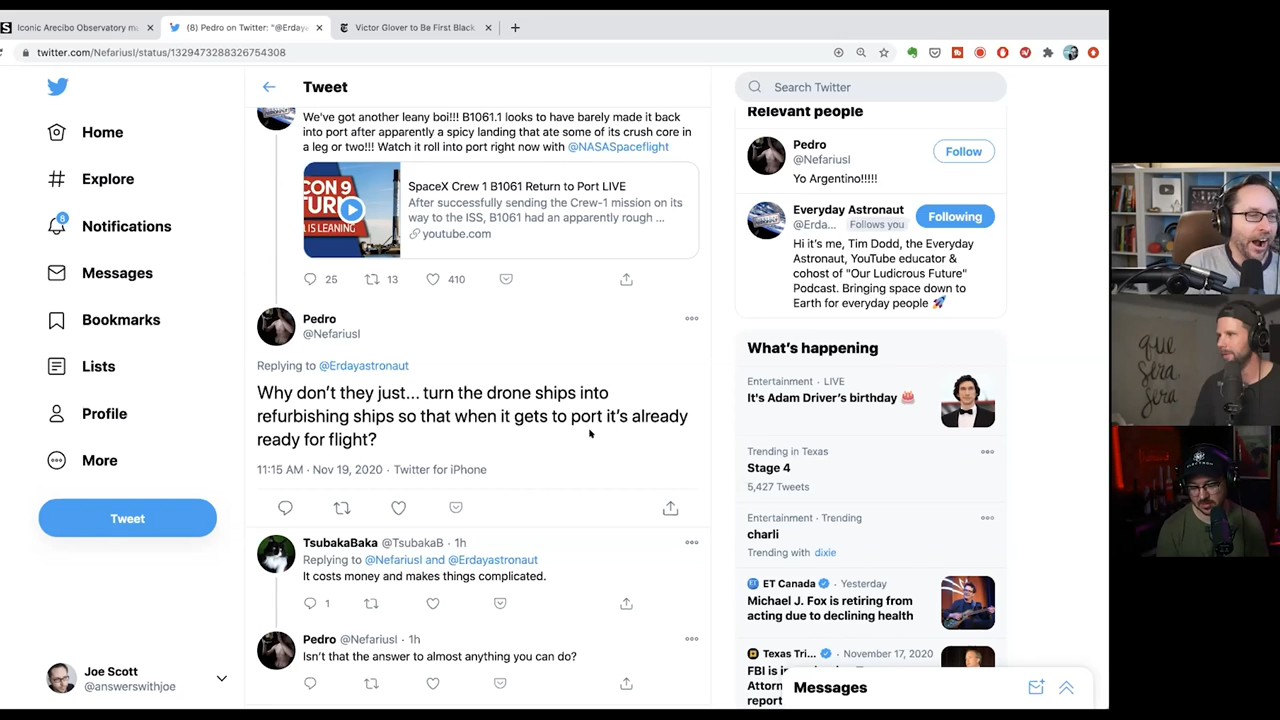 Iconic Arecibo Observatory
(8) Pedro on Twitter: "@Erday
Victor Glover to Be First Black
twitter.com/Nefariusl/status/1329473288326754308
Home
Explore
8
Notifications
Messages
Bookmarks
Lists
Profile
More
Tweet
Joe Scott
@answerswithjoe
Tweet
We've got another leany boi!!! B1061.1 looks to have barely made it back
into port after apparently a spicy landing that ate some of its crush core in
a leg or two!!! Watch it roll into port right now with @NASASpaceflight
CON 9
TUR
IS LEANING
SpaceX Crew 1 B1061 Return to Port LIVE
After successfully sending the Crew-1 mission on its
way to the ISS, B1061 had an apparently rough ...
youtube.com
25 13 410
Pedro
@Nefariusl
Replying to @Erdayastronaut
Why don't they just... turn the drone ships into
refurbishing ships so that when it gets to port it's already
ready for flight?
11:15 AM · Nov 19, 2020 · Twitter for iPhone
TsubakaBaka @TsubakaB · 1h
Replying to @Nefariusl and @Erdayastronaut
It costs money and makes things complicated.
1
Pedro @Nefariusl · 1h
Isn't that the answer to almost anything you can do?
Search Twitter
Relevant people
Pedro
@Nefariusl
Follow
Yo Argentino!!!!!
Everyday Astronaut
@Erda... Follows you
Following
Hi it's me, Tim Dodd, the Everyday
Astronaut, YouTube educator &
cohost of "Our Ludicrous Future"
Podcast. Bringing space down to
Earth for everyday people 🚀
What's happening
Entertainment · LIVE
It's Adam Driver's birthday 🎂
Trending in Texas
Stage 4
5,427 Tweets
Entertainment · Trending
charli
Trending with dixie
ET Canada · Yesterday
Michael J. Fox is retiring from
acting due to declining health
Texas Tri... · November 17, 2020
FBI is i
Attorn
report
Messages
que
sera
sera